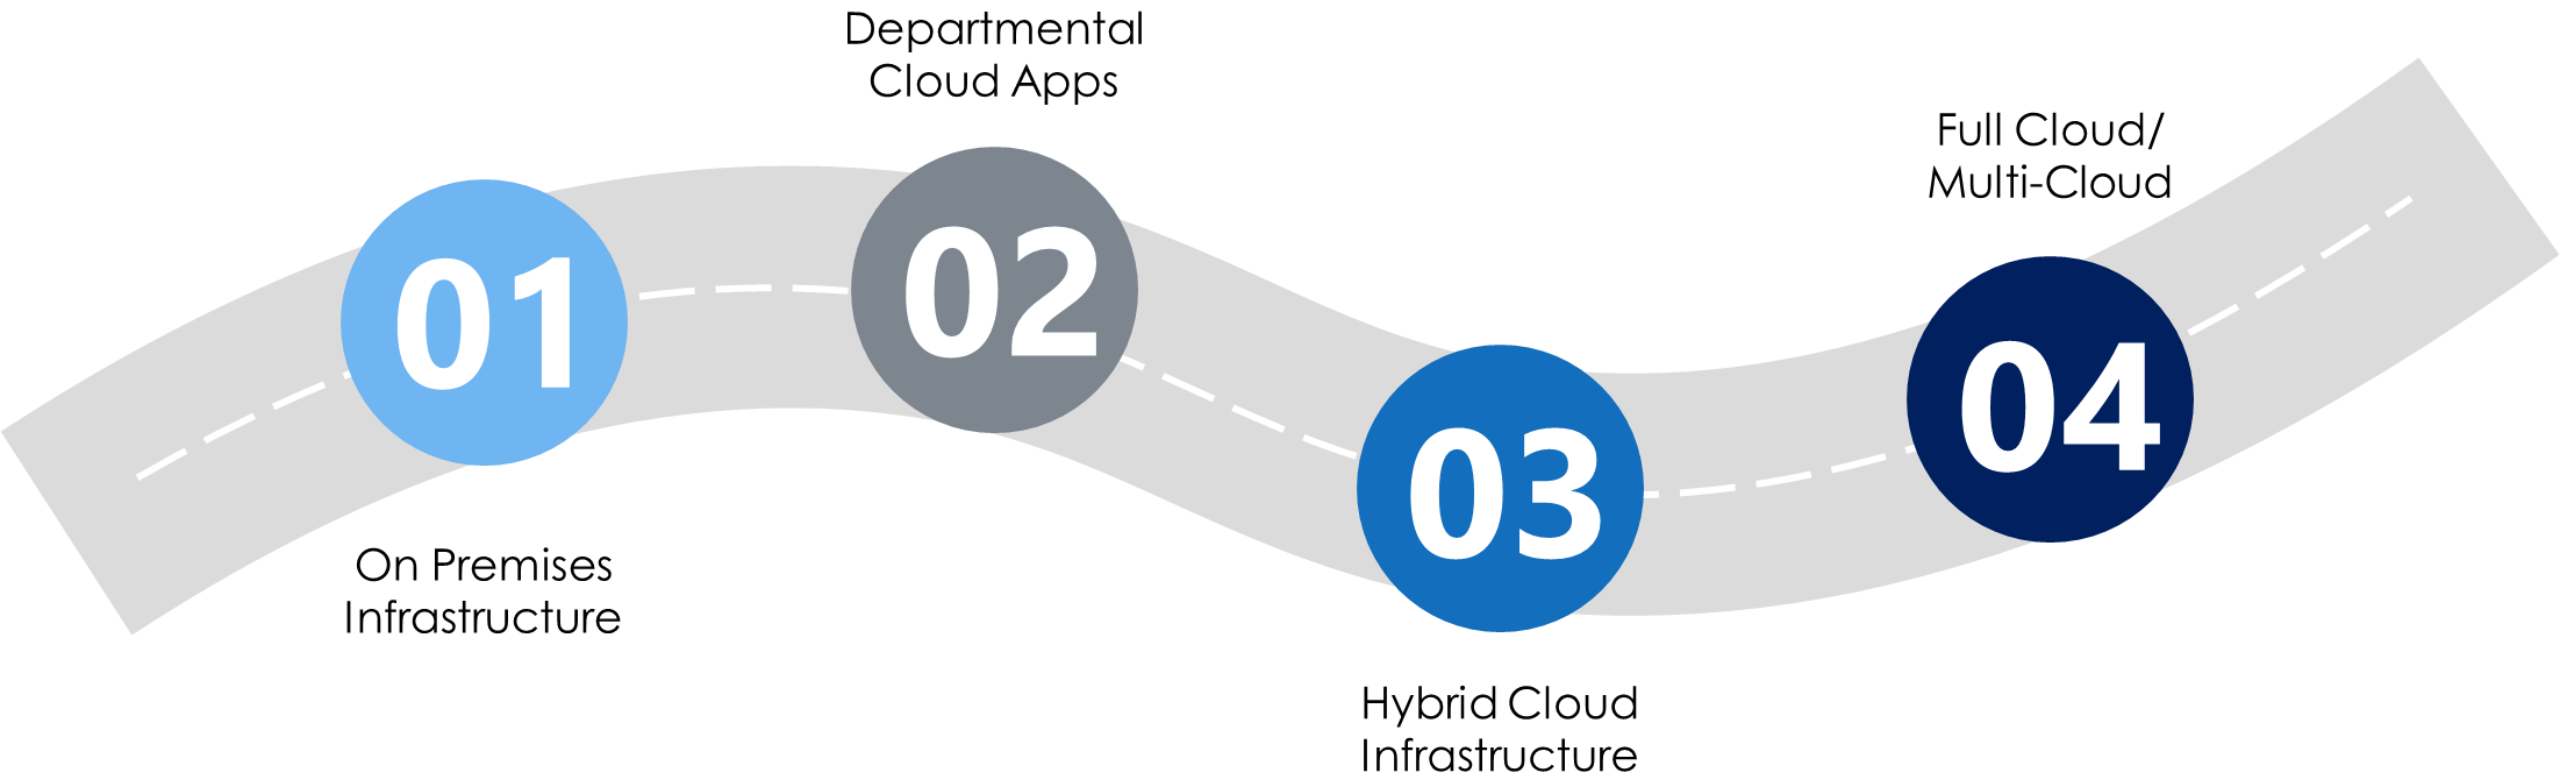 01
On Premises
Infrastructure
Departmental
Cloud Apps
02
03
Hybrid Cloud
Infrastructure
Full Cloud/
Multi-Cloud
04